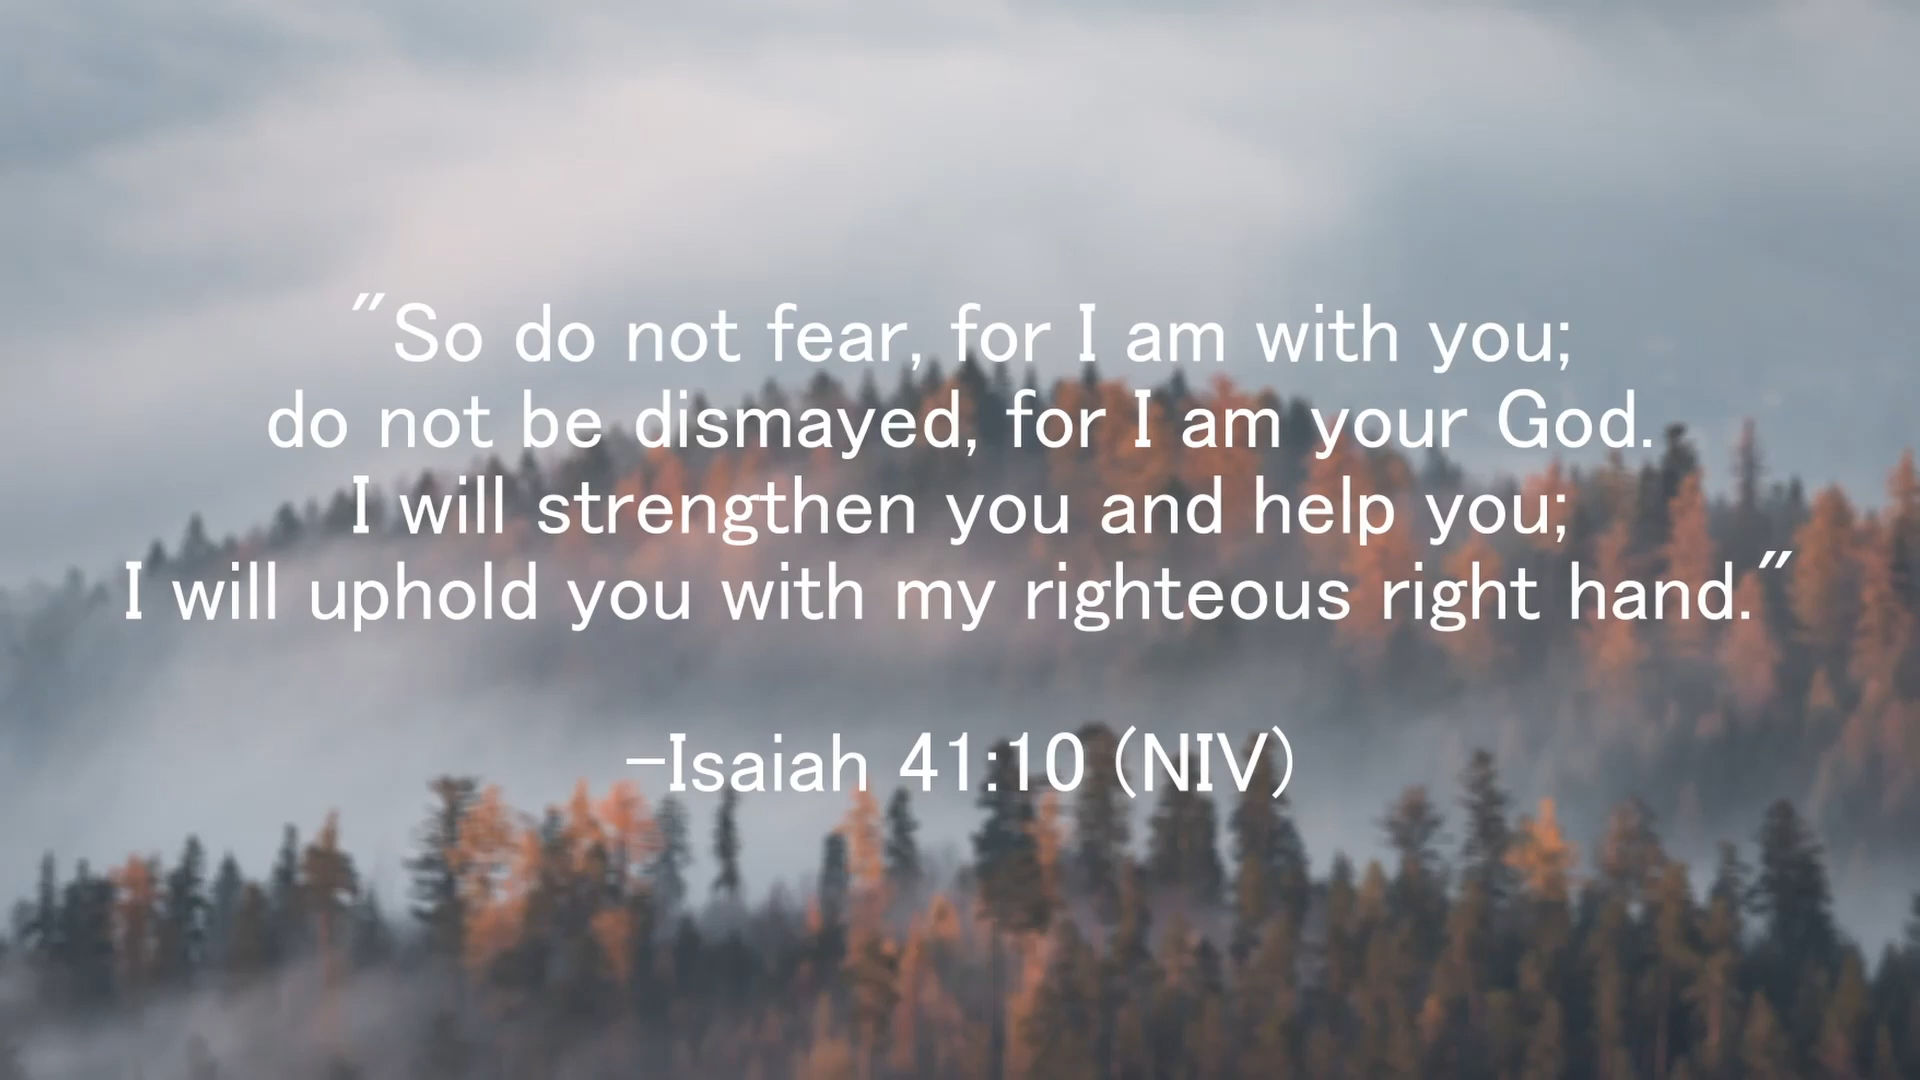 "So do not fear, for I am with you;
do not be dismayed, for I am your God.
I will strengthen you and help you;
I will uphold you with my righteous right hand."
-Isaiah 41:10 (NIV)